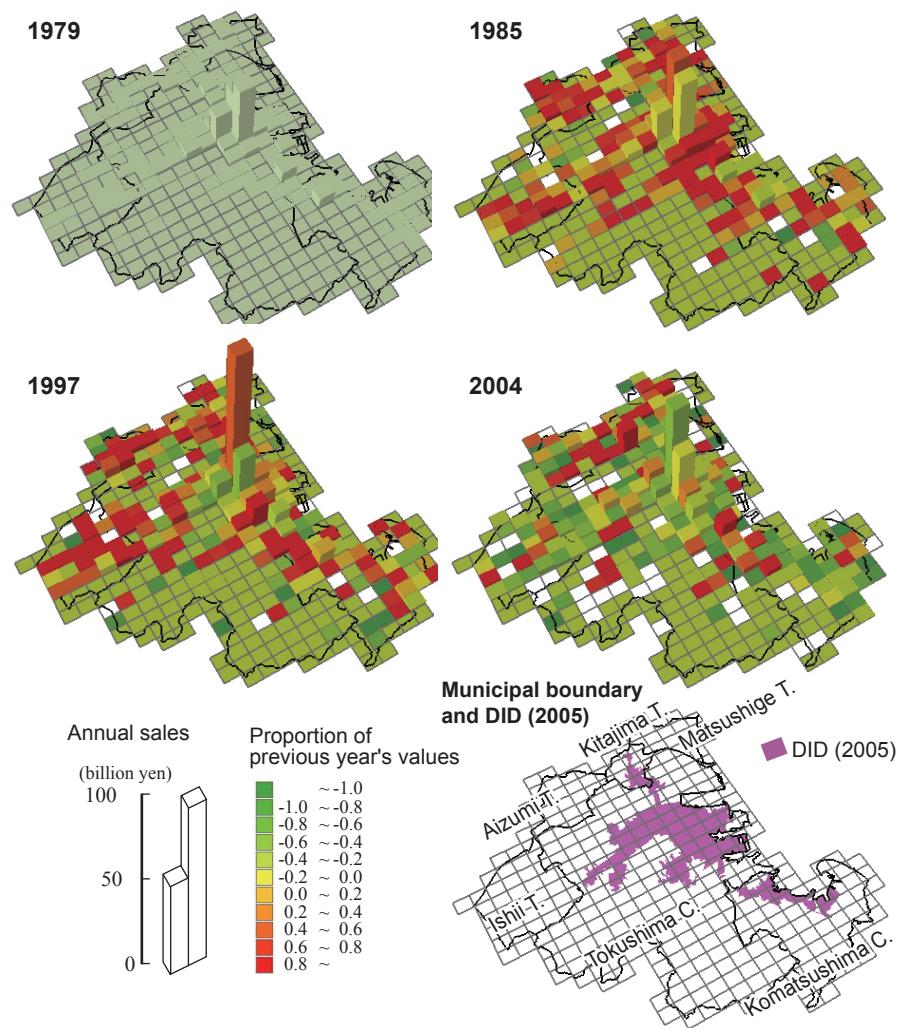 1979
1985
1997
2004
Annual sales
(billion yen)
100
50
0
Proportion of
previous year's values
~ -1.0
-1.0 ~ -0.8
-0.8 ~ -0.6
-0.6 ~ -0.4
-0.4 ~ -0.2
-0.2 ~ 0.0
0.0 ~ 0.2
0.2 ~ 0.4
0.4 ~ 0.6
0.6 ~ 0.8
0.8 ~
Municipal boundary
and DID (2005)
DID (2005)
Kitajima T.
Matsushige T.
Aizumi T.
Ishii T.
Tokushima C.
Komatsushima C.